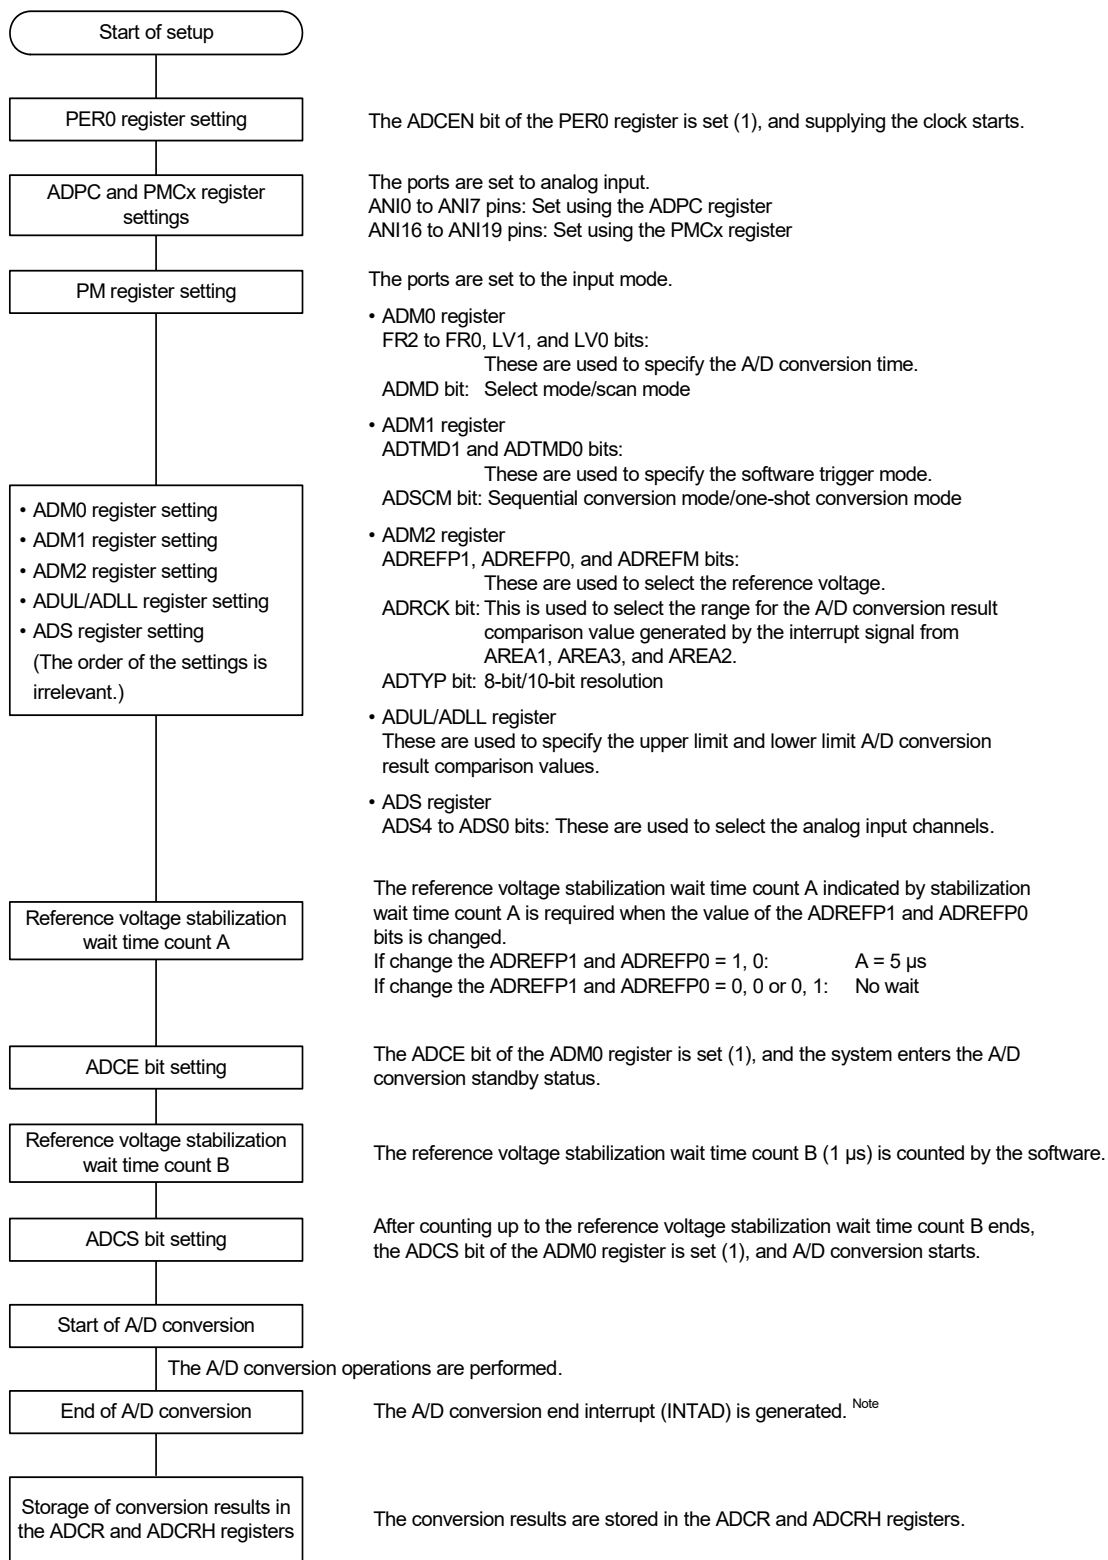 Start of setup
PER0 register setting
The ADCEN bit of the PER0 register is set (1), and supplying the clock starts.
ADPC and PMCx register
settings
The ports are set to analog input.
ANI0 to ANI7 pins: Set using the ADPC register
ANI16 to ANI19 pins: Set using the PMCx register
PM register setting
The ports are set to the input mode.
• ADM0 register setting
• ADM1 register setting
• ADM2 register setting
• ADUL/ADLL register setting
• ADS register setting
(The order of the settings is
irrelevant.)
• ADM0 register
FR2 to FR0, LV1, and LV0 bits:
These are used to specify the A/D conversion time.
ADMD bit: Select mode/scan mode
• ADM1 register
ADTMD1 and ADTMD0 bits:
These are used to specify the software trigger mode.
ADSCM bit: Sequential conversion mode/one-shot conversion mode
• ADM2 register
ADREFP1, ADREFP0, and ADREFM bits:
These are used to select the reference voltage.
ADRCK bit: This is used to select the range for the A/D conversion result
comparison value generated by the interrupt signal from
AREA1, AREA3, and AREA2.
ADTYP bit: 8-bit/10-bit resolution
• ADUL/ADLL register
These are used to specify the upper limit and lower limit A/D conversion
result comparison values.
• ADS register
ADS4 to ADS0 bits: These are used to select the analog input channels.
Reference voltage stabilization
wait time count A
The reference voltage stabilization wait time count A indicated by stabilization
wait time count A is required when the value of the ADREFP1 and ADREFP0
bits is changed.
If change the ADREFP1 and ADREFP0 = 1, 0: A = 5 µs
If change the ADREFP1 and ADREFP0 = 0, 0 or 0, 1: No wait
ADCE bit setting
The ADCE bit of the ADM0 register is set (1), and the system enters the A/D
conversion standby status.
Reference voltage stabilization
wait time count B
The reference voltage stabilization wait time count B (1 µs) is counted by the software.
ADCS bit setting
After counting up to the reference voltage stabilization wait time count B ends,
the ADCS bit of the ADM0 register is set (1), and A/D conversion starts.
Start of A/D conversion
The A/D conversion operations are performed.
End of A/D conversion
The A/D conversion end interrupt (INTAD) is generated. Note
Storage of conversion results in
the ADCR and ADCRH registers
The conversion results are stored in the ADCR and ADCRH registers.